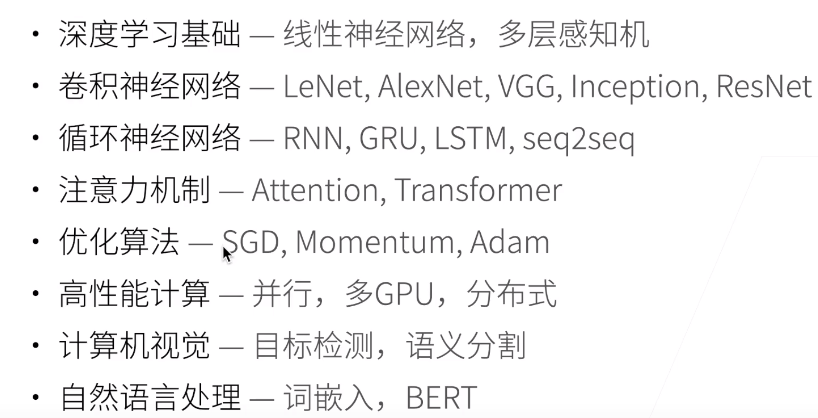 • 深度学习基础 — 线性神经网络，多层感知机
• 卷积神经网络 — LeNet, AlexNet, VGG, Inception, ResNet
• 循环神经网络 — RNN, GRU, LSTM, seq2seq
• 注意力机制 — Attention, Transformer
• 优化算法 — SGD, Momentum, Adam
• 高性能计算 — 并行，多GPU，分布式
• 计算机视觉 — 目标检测，语义分割
• 自然语言处理 — 词嵌入，BERT